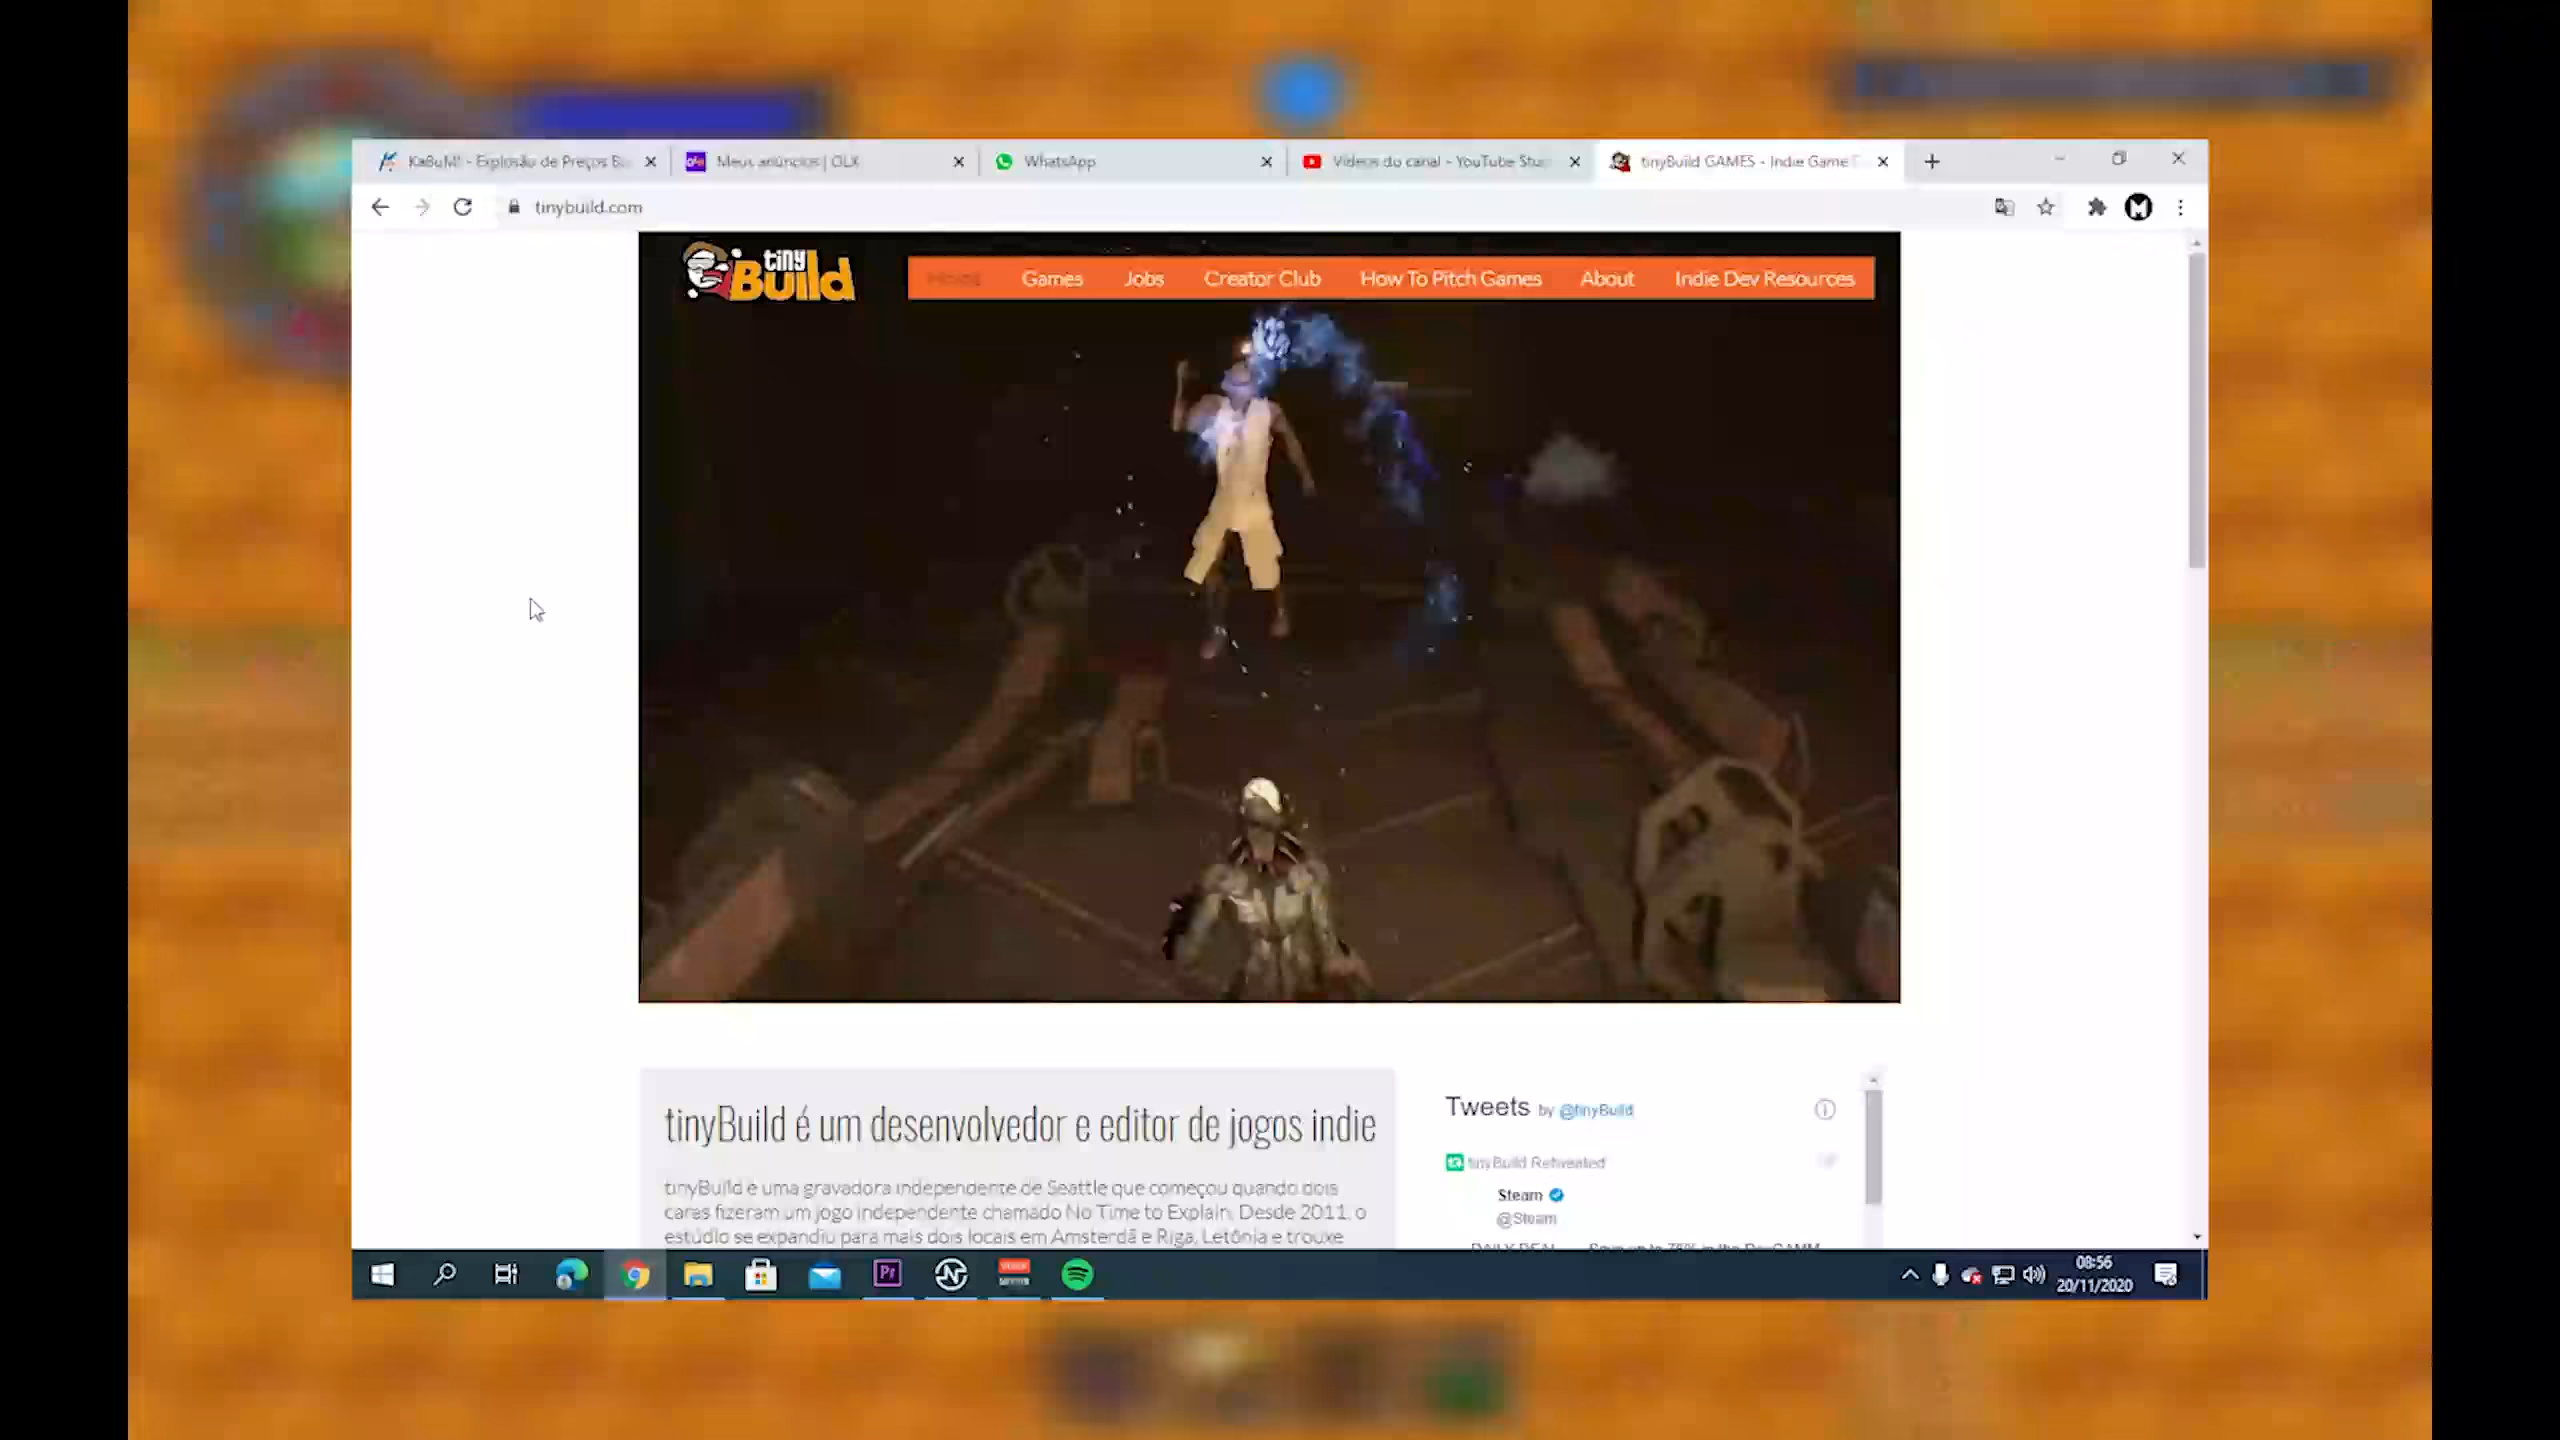 KaBuM! - Explosão de Preços
Meus anúncios | OLX
WhatsApp
Vídeos do canal - YouTube Stu
tinyBuild GAMES - Indie Game
tinybuild.com
tiny Build
Home
Games
Jobs
Creator Club
How To Pitch Games
About
Indie Dev Resources
tinyBuild é um desenvolvedor e editor de jogos indie
tinyBuild é uma gravadora independente de Seattle que começou quando dois
caras fizeram um jogo independente chamado No Time to Explain. Desde 2011, o
estúdio se expandiu para mais dois locais em Amsterdã e Riga, Letônia e trouxe
Tweets by @tinyBuild
tinyBuild Retweeted
Steam
@Steam
Pr
08:56
20/11/2020